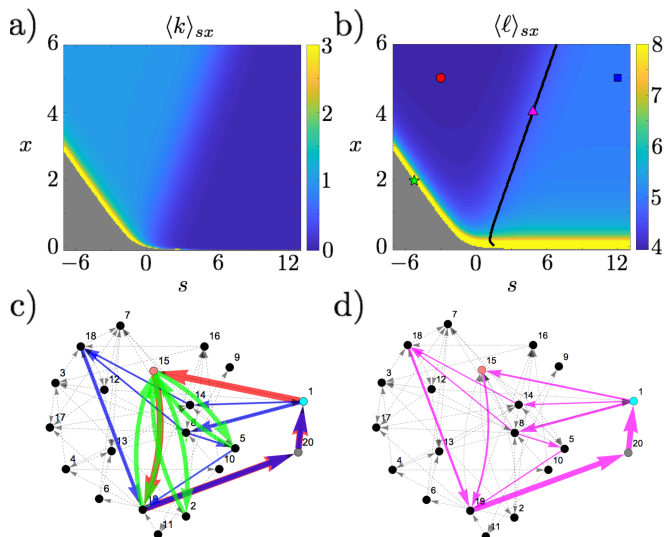 a) ⟨k⟩sx b) ⟨ℓ⟩sx
6 3 6 8
x 4 2 x 4 7
2 1 2 6 5
0 0 0 4
-6 0 6 12 -6 0 6 12
s s
c) d)
7 7
18 16 18 16
15 9 15 9
3 12 1 3 12 1
14 14
17 8 17 8
13 5 20 13 5 20
4 10 4 10
6 19 2 6 19 2
11 11